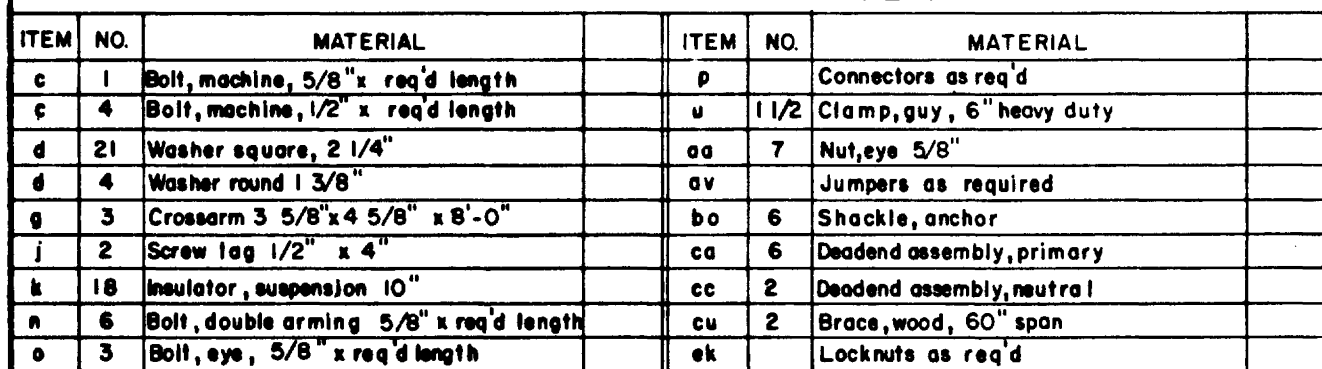 ITEM NO. MATERIAL ITEM NO. MATERIAL
c 1 Bolt, machine, 5/8" x req'd length p Connectors as req'd
c 4 Bolt, machine, 1/2" x req'd length u 1 1/2 Clamp, guy, 6" heavy duty
d 21 Washer square, 2 1/4" aa 7 Nut, eye 5/8"
d 4 Washer round 1 3/8" av Jumpers as required
g 3 Crossarm 3 5/8" x 4 5/8" x 8'-0" bo 6 Shackle, anchor
j 2 Screw lag 1/2" x 4" ca 6 Deadend assembly, primary
k 18 Insulator, suspension 10" cc 2 Deadend assembly, neutral
n 6 Bolt, double arming 5/8" x req'd length cu 2 Brace, wood, 60" span
o 3 Bolt, eye, 5/8" x req'd length ek Locknuts as req'd